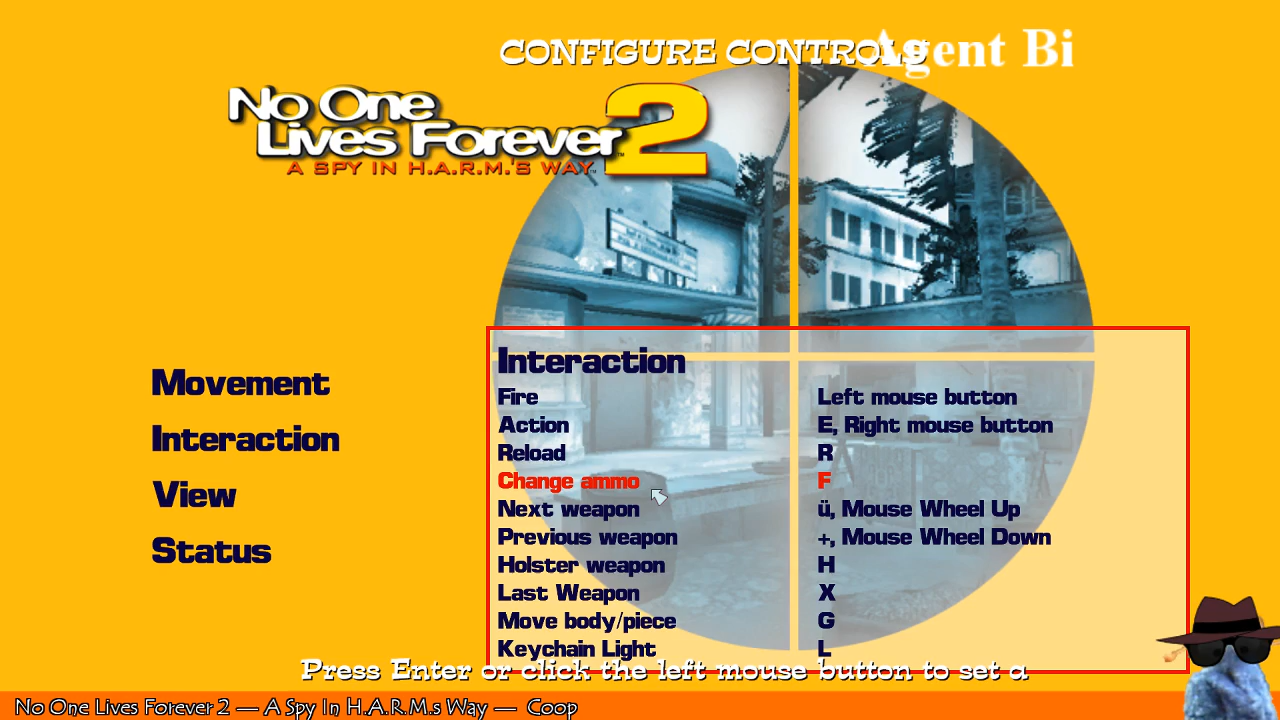 CONFIGURE CONTROLS
Agent Bi
No One
Lives Forever 2
A SPY IN H.A.R.M.'S WAY
Movement
Interaction
View
Status
Interaction
Fire Left mouse button
Action E, Right mouse button
Reload R
Change ammo F
Next weapon ü, Mouse Wheel Up
Previous weapon +, Mouse Wheel Down
Holster weapon H
Last Weapon X
Move body/piece G
Keychain Light L
Press Enter or click the left mouse button to set a
No One Lives Forever 2 — A Spy In H.A.R.M.s Way — Coop